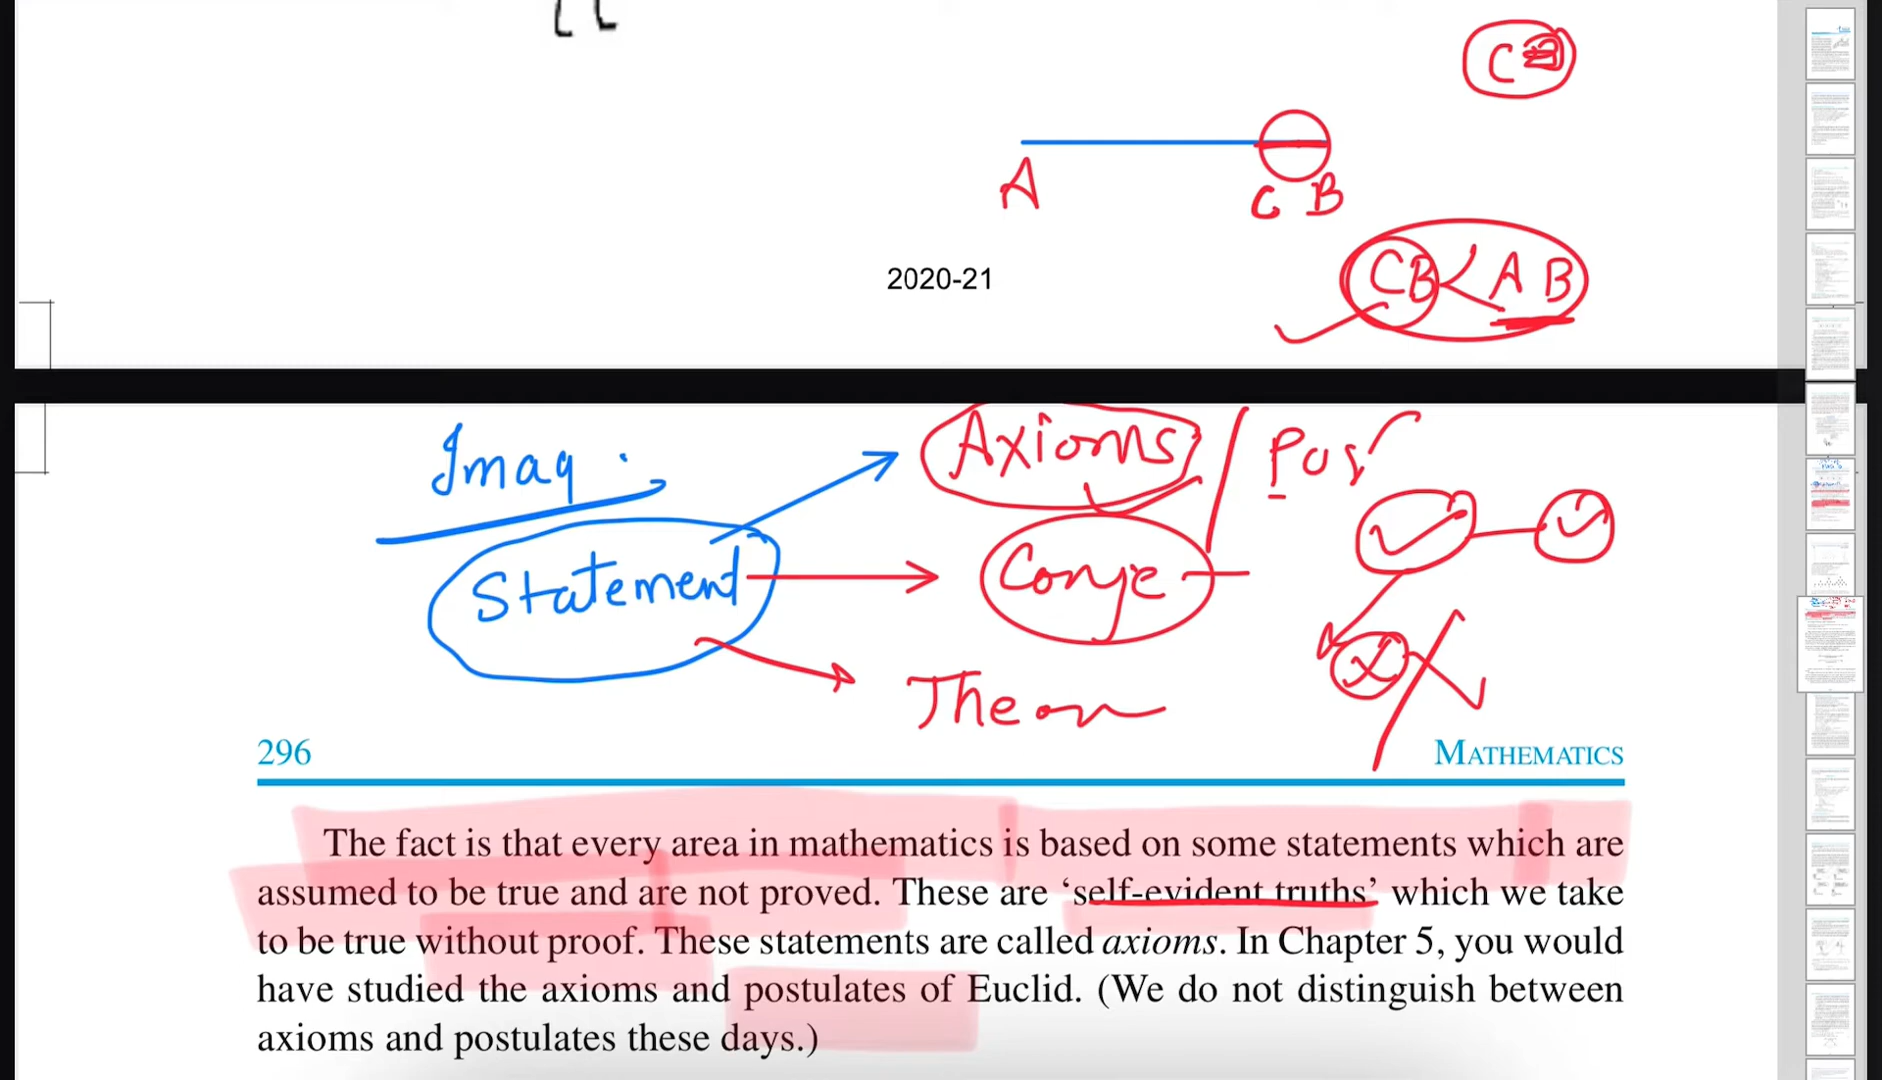 C
A
C B
2020-21
CB < AB
Imag.
Axioms / Pos
Statement
Conje
Theo
296 MATHEMATICS
The fact is that every area in mathematics is based on some statements which are
assumed to be true and are not proved. These are ‘self-evident truths’ which we take
to be true without proof. These statements are called axioms. In Chapter 5, you would
have studied the axioms and postulates of Euclid. (We do not distinguish between
axioms and postulates these days.)